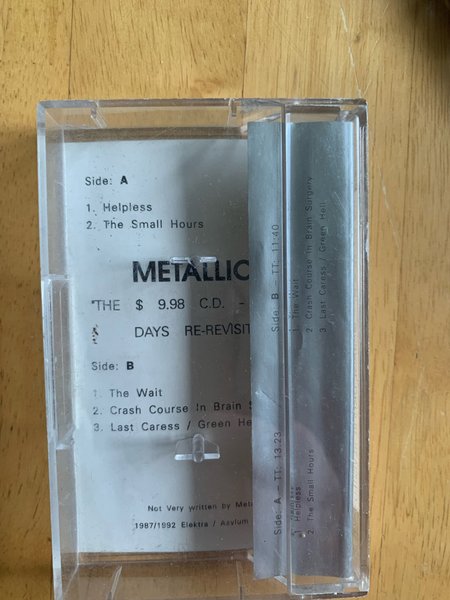 Side: A
1. Helpless
2. The Small Hours
METALLIC
"THE $ 9.98 C.D. -
DAYS RE-REVISIT
Side: B
1. The Wait
2. Crash Course In Brain S
3. Last Caress / Green He
Not Very written by Met
1987/1992 Elektra / Asylum
Side: A - TT. 13:23
1 Helpless
2. The Small Hours
Side: B - TT. 11:40
1 The Wait
2. Crash Course In Brain Surgery
3. Last Caress / Green Hell